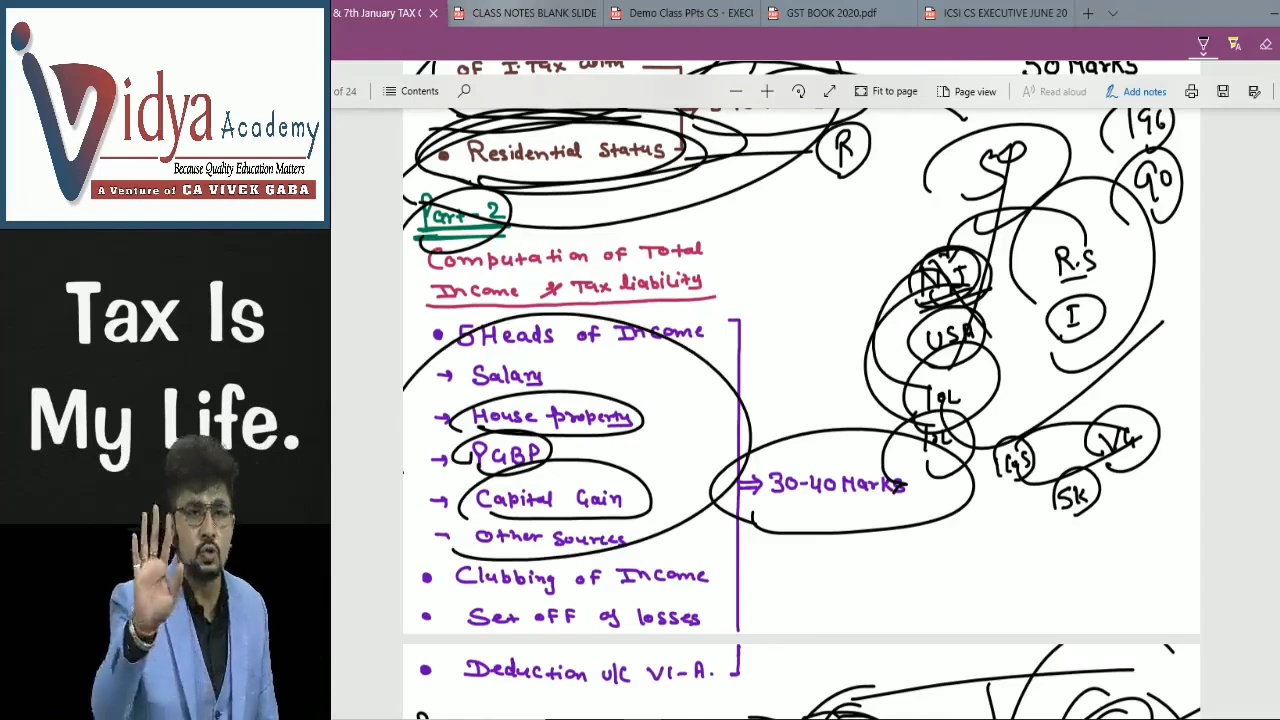 & 7th January TAX C
CLASS NOTES BLANK SLIDE
Demo Class PPts CS - EXECU
GST BOOK 2020.pdf
ICSI CS EXECUTIVE JUNE 20
of 24
Contents
Fit to page
Page view
Read aloud
Add notes
Vidya Academy
Because Quality Education Matters
A Venture of CA VIVEK GABA
Tax Is
My Life.
of I.Tax with
30 Marks
• Residential Status
R
Part-2
Computation of Total
Income & Tax liability
• 5 Heads of Income
→ Salary
→ House property
→ PGBP
→ Capital Gain
- Other sources
⇒ 30-40 Marks
• Clubbing of Income
• Set off of losses
• Deduction u/c VI-A.
196
90
R.S
I
USA
SK